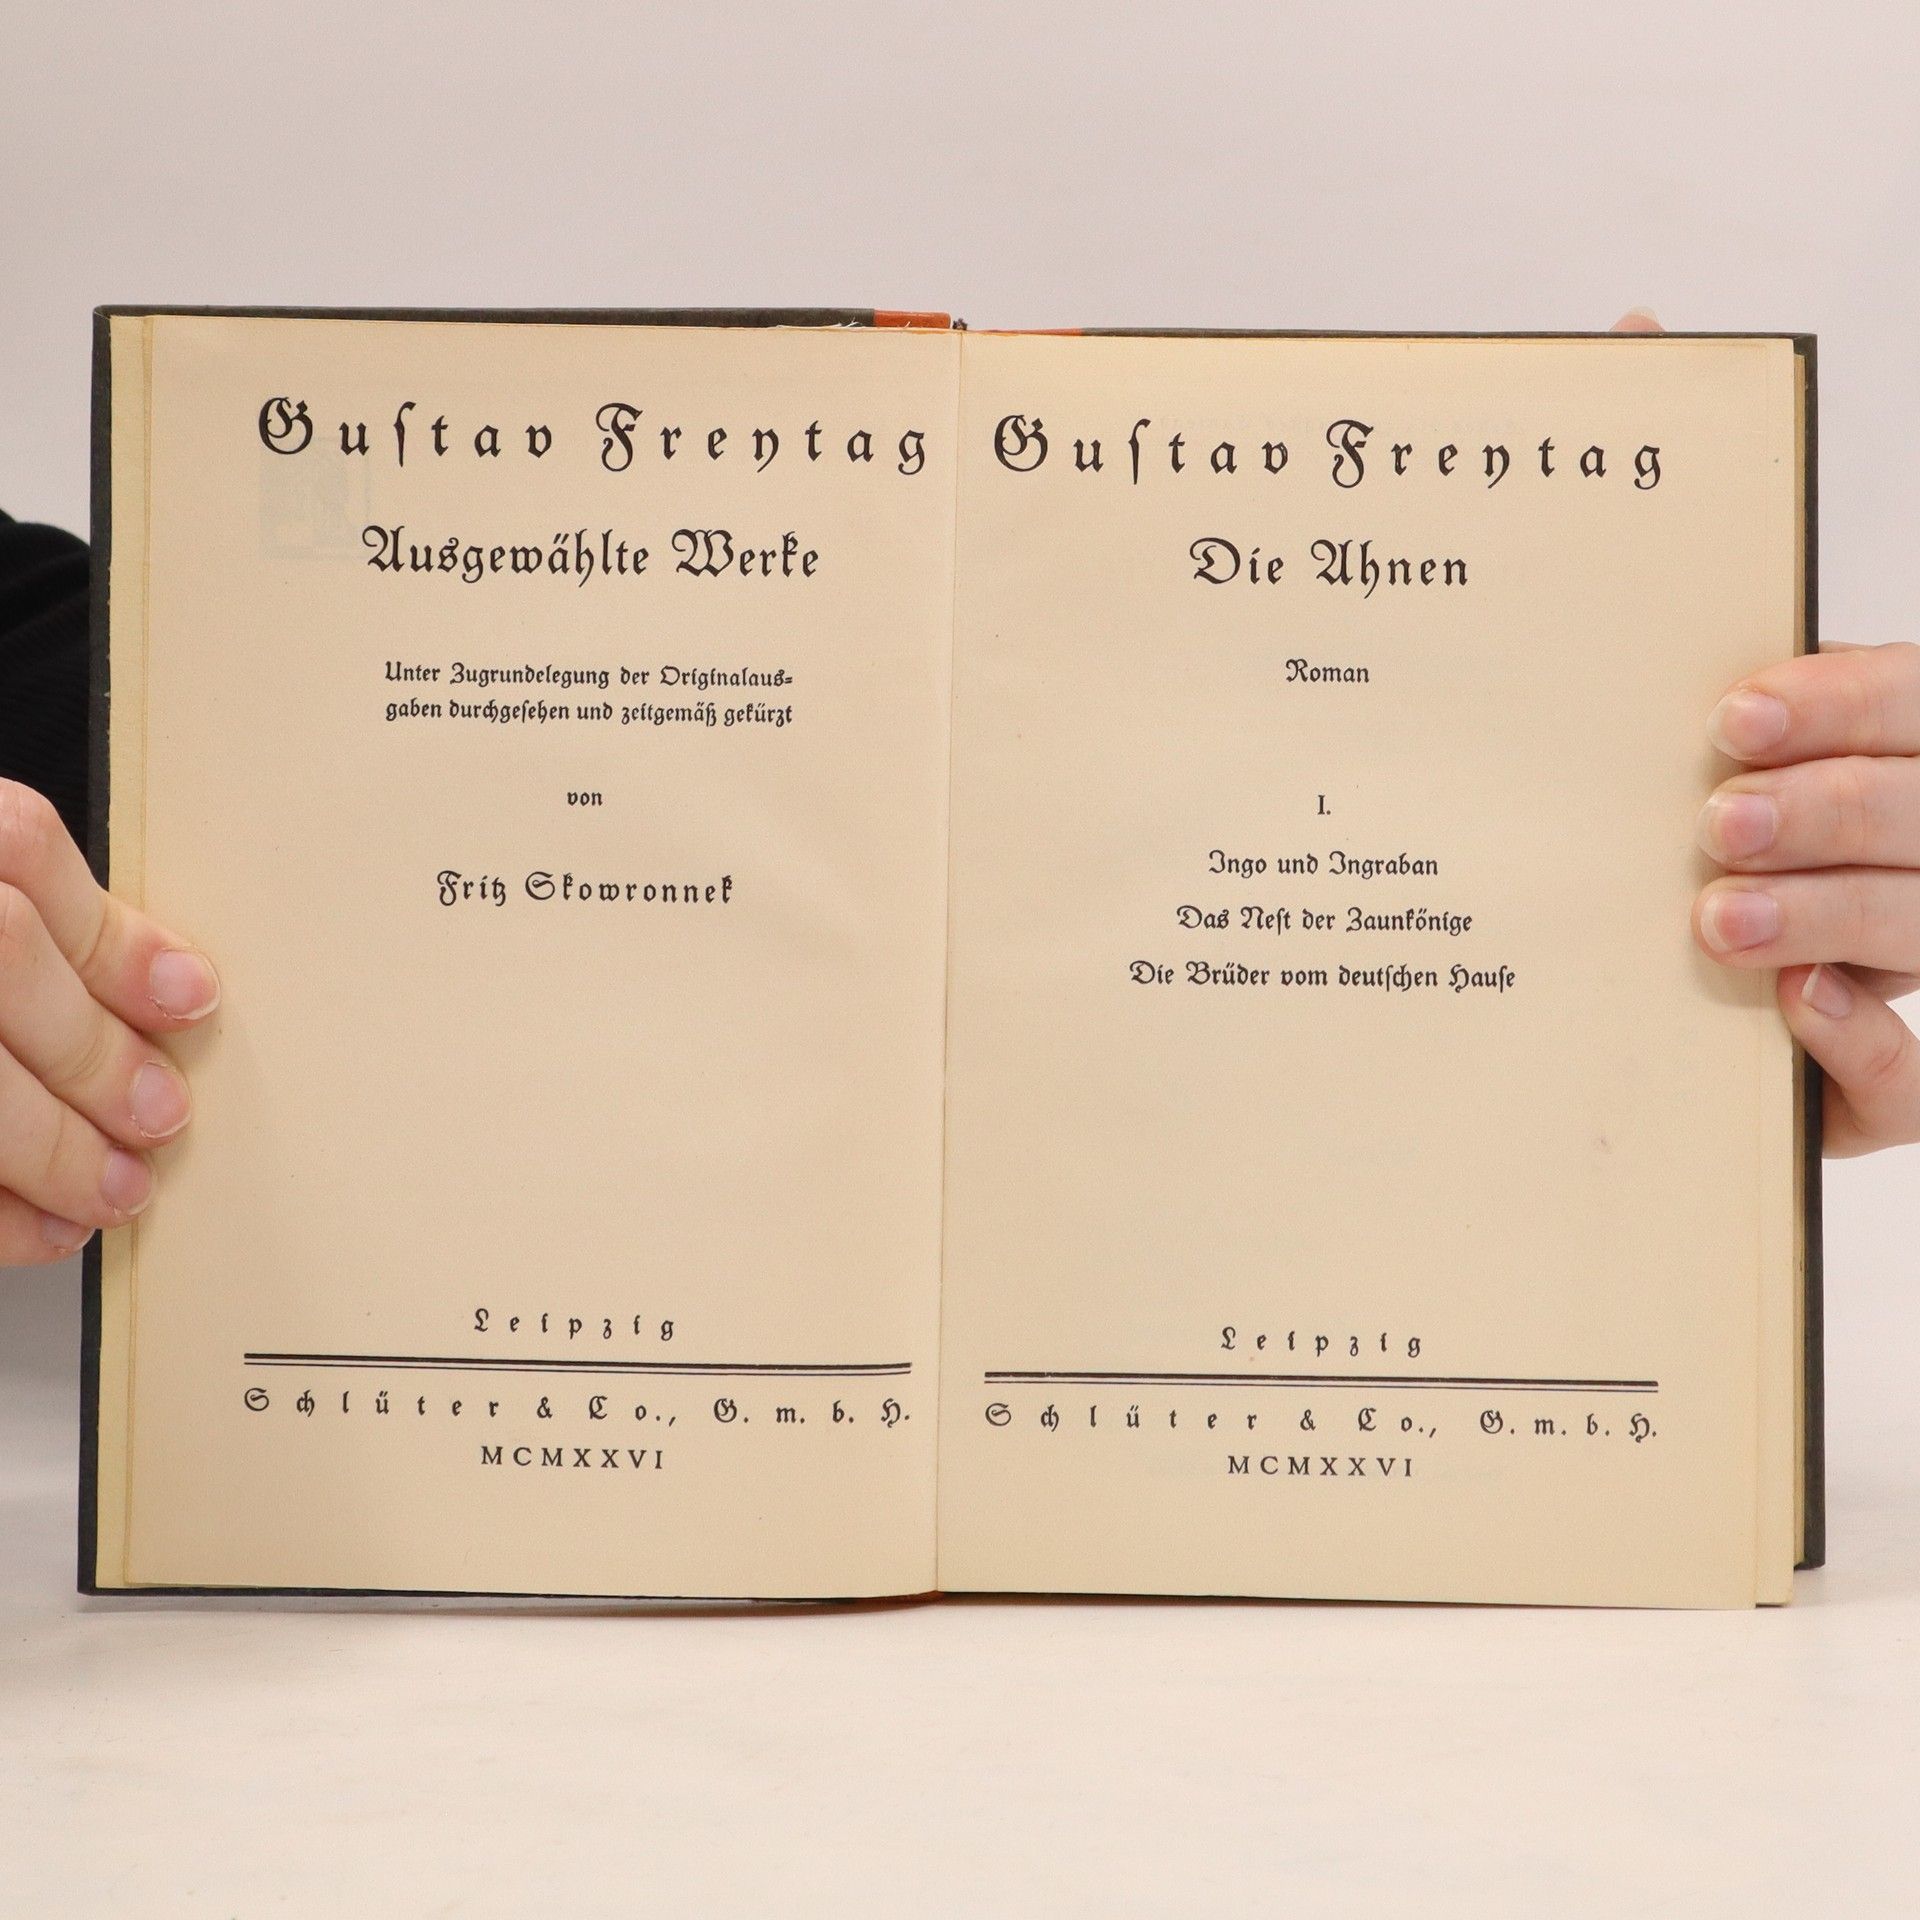 Guſtav Freytag
Ausgewählte Werke
Unter Zugrundelegung der Originalaus-
gaben durchgeſehen und zeitgemäß gekürzt
von
Fritz Skowronnek
Leipzig
Schlüter & Co., G. m. b. H.
MCMXXVI
Guſtav Freytag
Die Ahnen
Roman
I.
Ingo und Ingraban
Das Neſt der Zaunkönige
Die Brüder vom deutſchen Hauſe
Leipzig
Schlüter & Co., G. m. b. H.
MCMXXVI